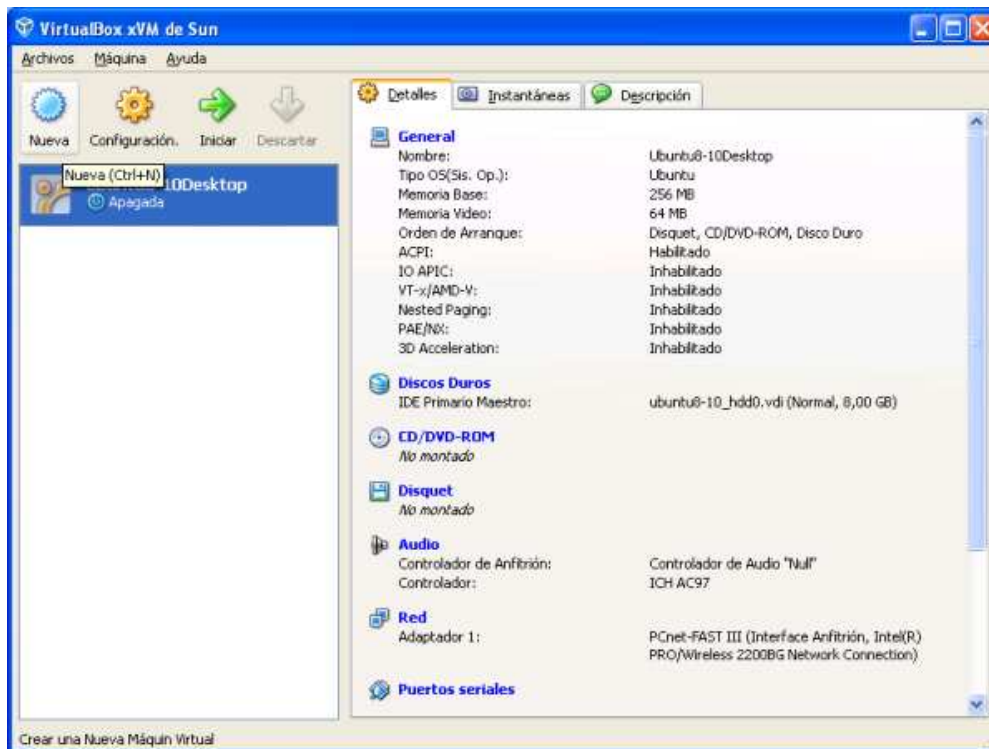 VirtualBox xVM de Sun
Archivos Máquina Ayuda
Nueva Configuración. Iniciar Descartar
Nueva (Ctrl+N)
10Desktop
Apagada
Detalles Instantáneas Descripción
General
Nombre: Ubuntu8-10Desktop
Tipo OS(Sis. Op.): Ubuntu
Memoria Base: 256 MB
Memoria Video: 64 MB
Orden de Arranque: Disquet, CD/DVD-ROM, Disco Duro
ACPI: Habilitado
IO APIC: Inhabilitado
VT-x/AMD-V: Inhabilitado
Nested Paging: Inhabilitado
PAE/NX: Inhabilitado
3D Acceleration: Inhabilitado
Discos Duros
IDE Primario Maestro: ubuntu8-10_hdd0.vdi (Normal, 8,00 GB)
CD/DVD-ROM
No montado
Disquet
No montado
Audio
Controlador de Anfitrión: Controlador de Audio "Null"
Controlador: ICH AC97
Red
Adaptador 1: PCnet-FAST III (Interface Anfitrión, Intel(R)
PRO/Wireless 2200BG Network Connection)
Puertos seriales
Crear una Nueva Máquin Virtual